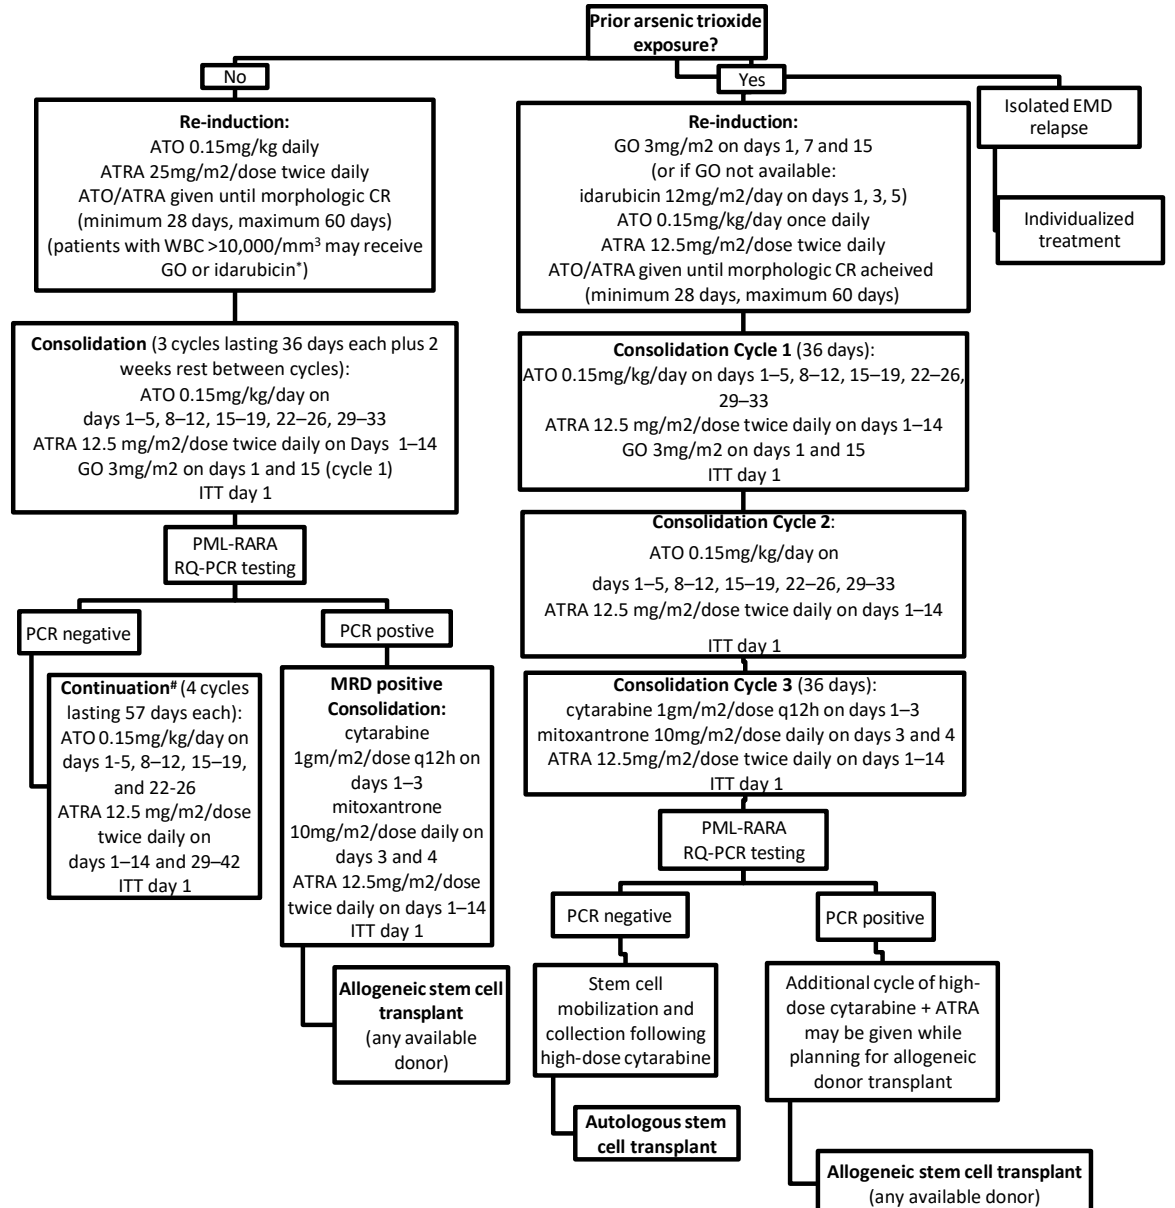 Prior arsenic trioxide
exposure?
No
Re-induction:
ATO 0.15mg/kg daily
ATRA 25mg/m2/dose twice daily
ATO/ATRA given until morphologic CR
(minimum 28 days, maximum 60 days)
(patients with WBC >10,000/mm³ may receive
GO or idarubicin*)
Consolidation (3 cycles lasting 36 days each plus 2
weeks rest between cycles):
ATO 0.15mg/kg/day on
days 1–5, 8–12, 15–19, 22–26, 29–33
ATRA 12.5 mg/m2/dose twice daily on Days 1–14
GO 3mg/m2 on days 1 and 15 (cycle 1)
ITT day 1
PML-RARA
RQ-PCR testing
PCR negative
Continuation# (4 cycles
lasting 57 days each):
ATO 0.15mg/kg/day on
days 1-5, 8–12, 15–19,
and 22-26
ATRA 12.5 mg/m2/dose
twice daily on
days 1–14 and 29–42
ITT day 1
PCR postive
MRD positive
Consolidation:
cytarabine
1gm/m2/dose q12h on
days 1–3
mitoxantrone
10mg/m2/dose daily on
days 3 and 4
ATRA 12.5mg/m2/dose
twice daily on days 1–14
ITT day 1
Allogeneic stem cell
transplant
(any available
donor)
Yes
Re-induction:
GO 3mg/m2 on days 1, 7 and 15
(or if GO not available:
idarubicin 12mg/m2/day on days 1, 3, 5)
ATO 0.15mg/kg/day once daily
ATRA 12.5mg/m2/dose twice daily
ATO/ATRA given until morphologic CR acheived
(minimum 28 days, maximum 60 days)
Consolidation Cycle 1 (36 days):
ATO 0.15mg/kg/day on days 1–5, 8–12, 15–19, 22–26,
29–33
ATRA 12.5mg/m2/dose twice daily on days 1–14
GO 3mg/m2 on days 1 and 15
ITT day 1
Consolidation Cycle 2:
ATO 0.15mg/kg/day on
days 1–5, 8–12, 15–19, 22–26, 29–33
ATRA 12.5 mg/m2/dose twice daily on days 1–14
ITT day 1
Consolidation Cycle 3 (36 days):
cytarabine 1gm/m2/dose q12h on days 1–3
mitoxantrone 10mg/m2/dose daily on days 3 and 4
ATRA 12.5mg/m2/dose twice daily on days 1–14
ITT day 1
PML-RARA
RQ-PCR testing
PCR negative
Stem cell
mobilization and
collection following
high-dose cytarabine
Autologous stem
cell transplant
PCR positive
Additional cycle of high-
dose cytarabine + ATRA
may be given while
planning for allogeneic
donor transplant
Allogeneic stem cell transplant
(any available donor)
Isolated EMD
relapse
Individualized
treatment